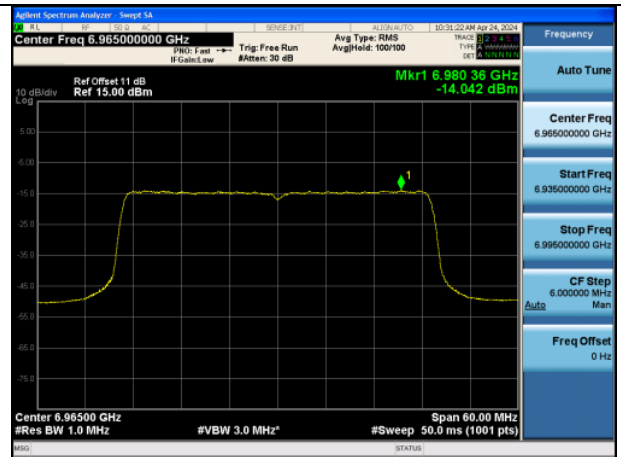 Agilent Spectrum Analyzer - Swept SA
RL RF 50 Ω AC SENSE:INT ALIGNAUTO 10:31:22 AM Apr 24, 2024
Center Freq 6.965000000 GHz
PNO: Fast
IFGain:Low
Trig: Free Run
#Atten: 30 dB
Avg Type: RMS
Avg|Hold: 100/100
TRACE 1 2 3 4 5 6
TYPE
DET A N N N N N
Mkr1 6.980 36 GHz
-14.042 dBm
Ref Offset 11 dB
10 dB/div Ref 15.00 dBm
Log
5.00
-5.00
-15.0
-25.0
-35.0
-45.0
-55.0
-65.0
-75.0
1
Center 6.96500 GHz Span 60.00 MHz
#Res BW 1.0 MHz #VBW 3.0 MHz* #Sweep 50.0 ms (1001 pts)
MSG STATUS
Frequency
Auto Tune
Center Freq
6.965000000 GHz
Start Freq
6.935000000 GHz
Stop Freq
6.995000000 GHz
CF Step
6.000000 MHz
Auto Man
Freq Offset
0 Hz